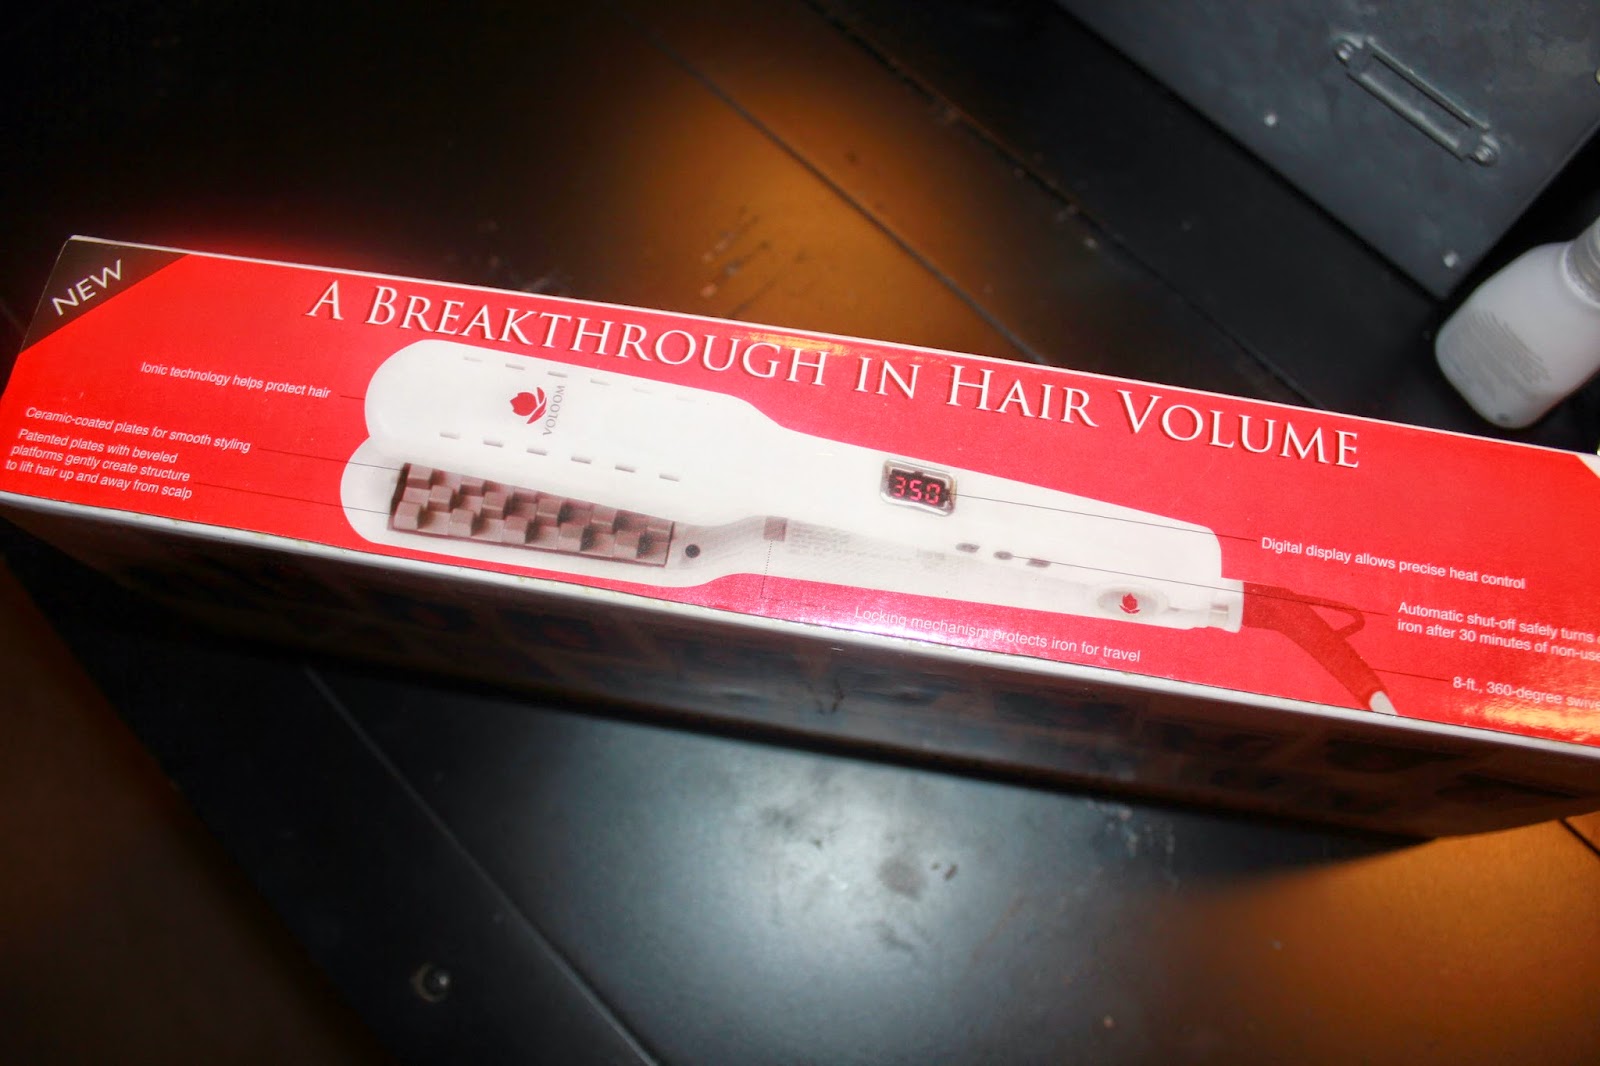 NEW
A BREAKTHROUGH IN HAIR VOLUME
Ionic technology helps protect hair
Ceramic-coated plates for smooth styling
Patented plates with beveled
platforms gently create structure
to lift hair up and away from scalp
VOLOOM
350
Digital display allows precise heat control
Automatic shut-off safely turns
iron after 30 minutes of non-use
Locking mechanism protects iron for travel
8-ft., 360-degree